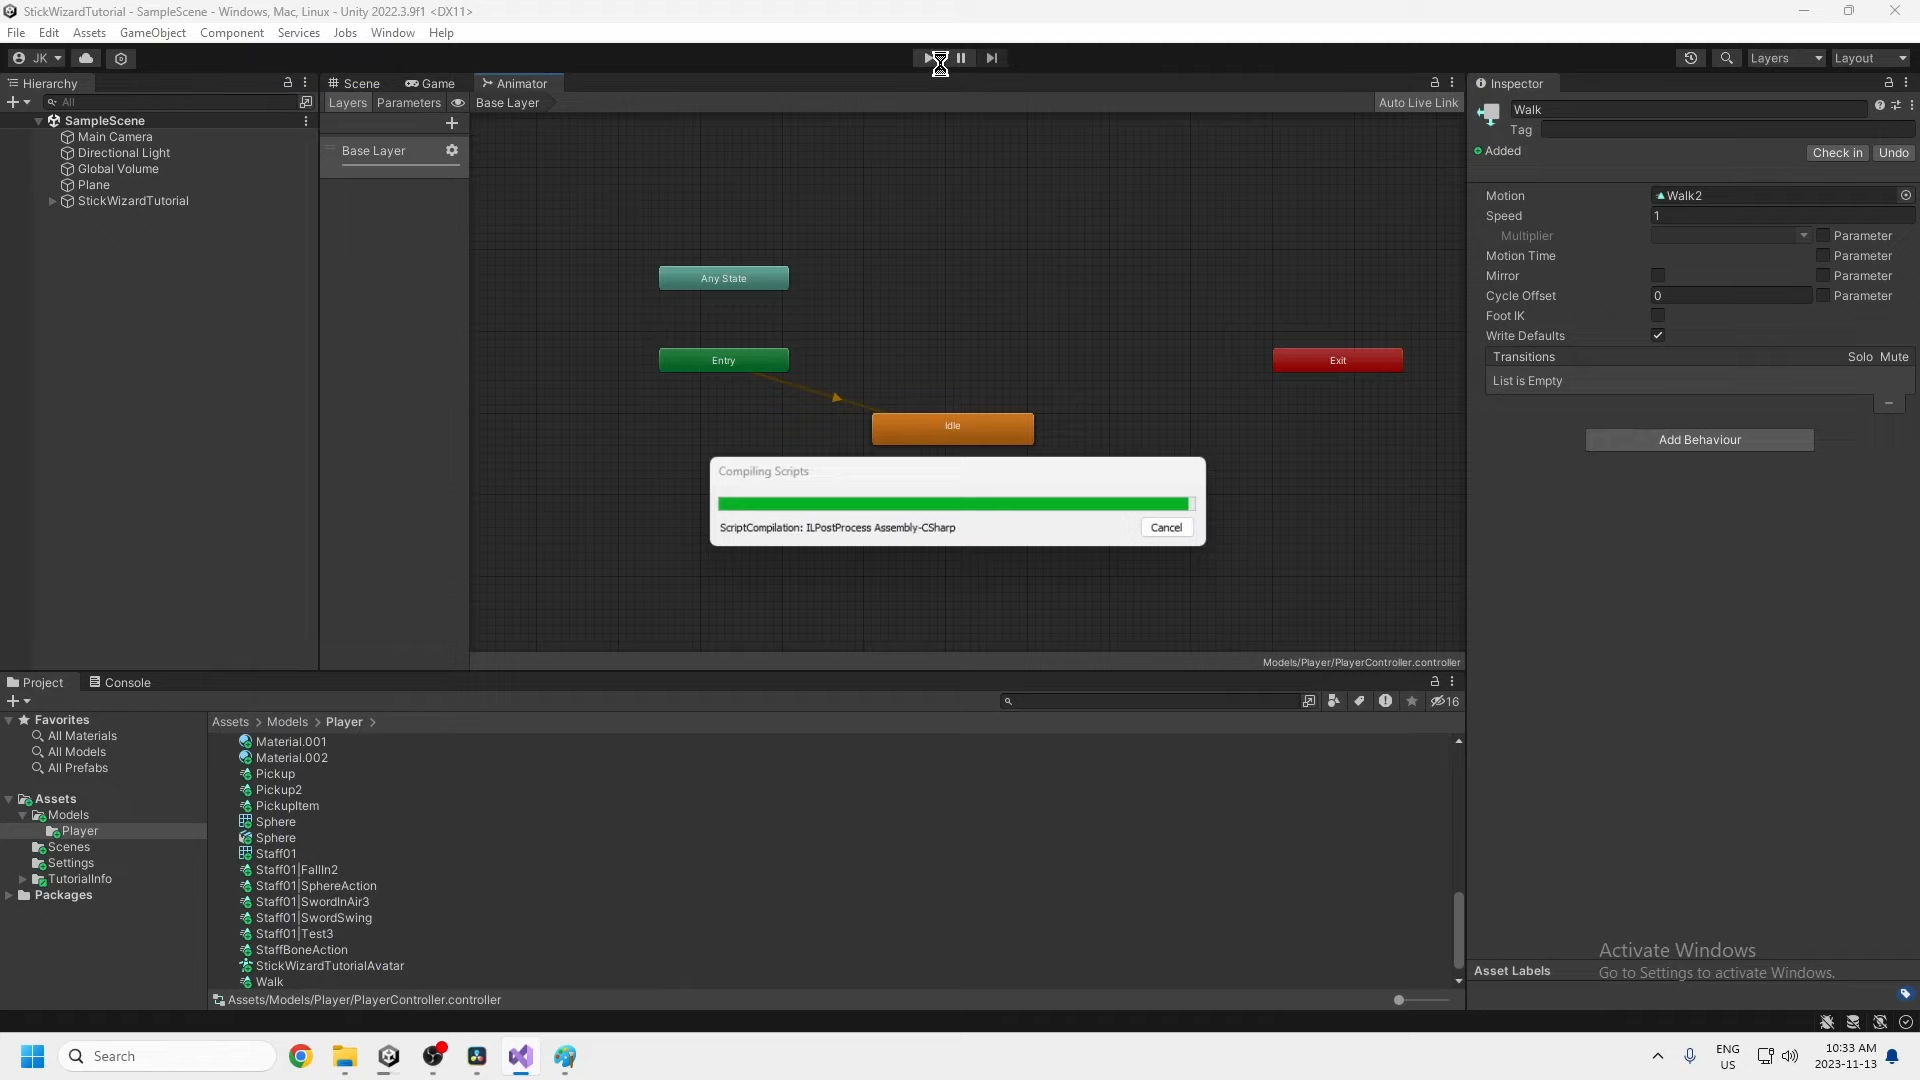 StickWizardTutorial - SampleScene - Windows, Mac, Linux - Unity 2022.3.9f1 <DX11>
File Edit Assets GameObject Component Services Jobs Window Help
JK Layers Layout
Hierarchy Scene Game Animator Inspector
All Layers Parameters Base Layer Auto Live Link Walk
SampleScene
Tag
Main Camera
Base Layer
Added Check in Undo
Directional Light
Global Volume
Plane
Motion Walk2
StickWizardTutorial
Speed 1
Multiplier Parameter
Motion Time Parameter
Any State
Mirror Parameter
Cycle Offset 0 Parameter
Foot IK
Write Defaults
Entry
Exit
Transitions Solo Mute
List is Empty
Idle
Add Behaviour
Compiling Scripts
ScriptCompilation: ILPostProcess Assembly-CSharp Cancel
Models/Player/PlayerController.controller
Project Console
16
Favorites
All Materials
All Models
All Prefabs
Assets
Models
Player
Scenes
Settings
TutorialInfo
Packages
Assets > Models > Player >
Material.001
Material.002
Pickup
Pickup2
PickupItem
Sphere
Sphere
Staff01
Staff01|FallIn2
Staff01|SphereAction
Staff01|SwordInAir3
Staff01|SwordSwing
Staff01|Test3
StaffBoneAction
StickWizardTutorialAvatar
Walk
Assets/Models/Player/PlayerController.controller
Activate Windows
Go to Settings to activate Windows.
Asset Labels
Search
ENG
US
10:33 AM
2023-11-13